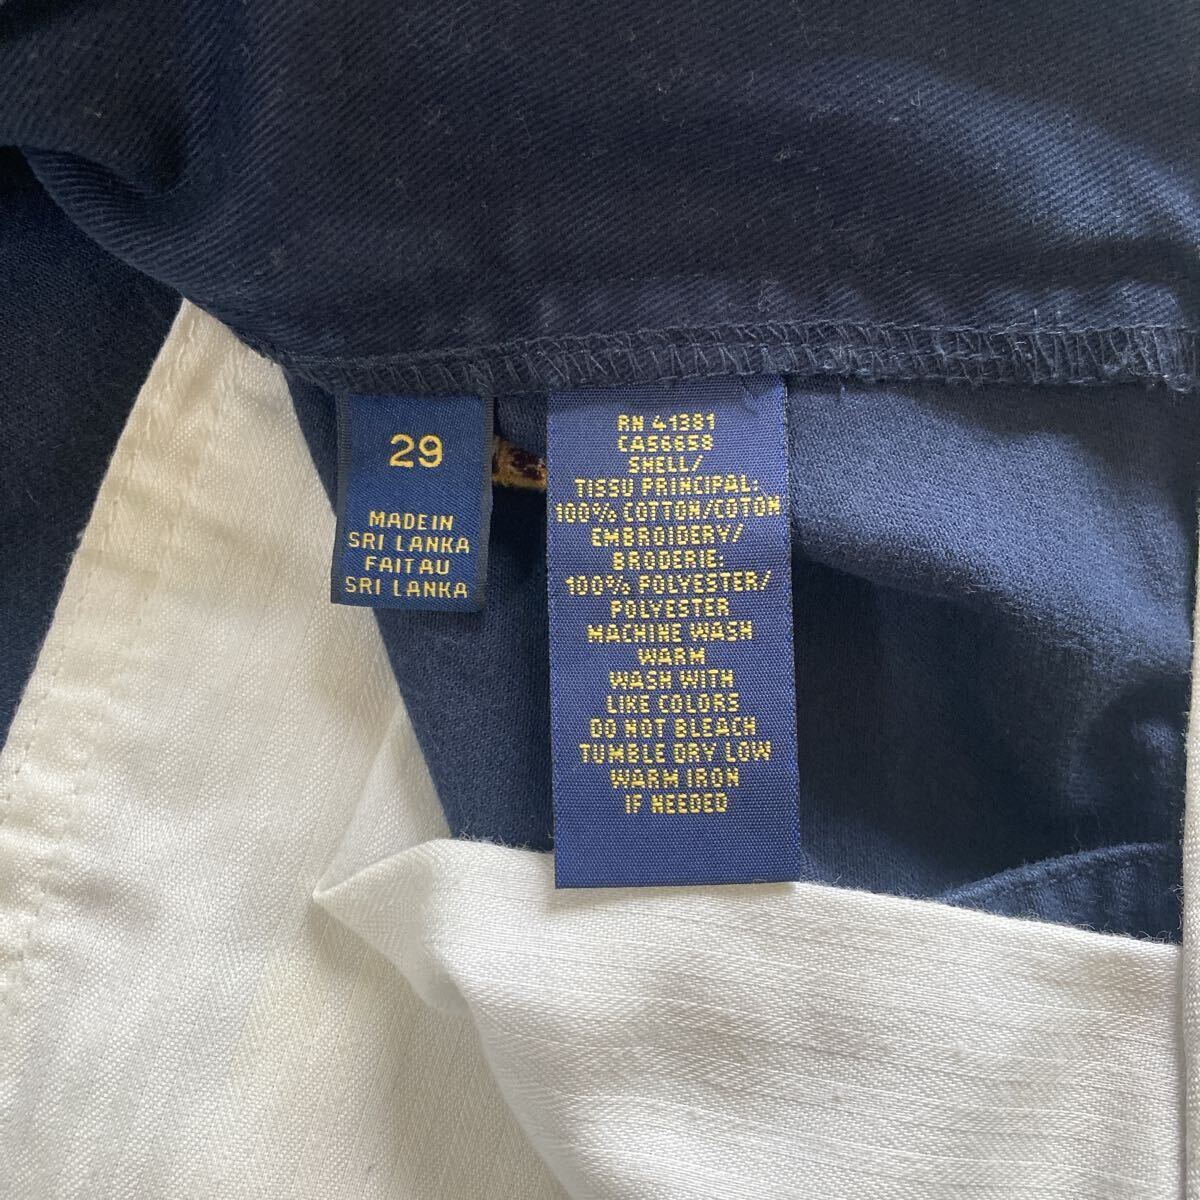 29
MADE IN
SRI LANKA
FAIT AU
SRI LANKA
RN 41381
CA56658
SHELL/
TISSU PRINCIPAL:
100% COTTON/COTON
EMBROIDERY/
BRODERIE:
100% POLYESTER/
POLYESTER
MACHINE WASH
WARM
WASH WITH
LIKE COLORS
DO NOT BLEACH
TUMBLE DRY LOW
WARM IRON
IF NEEDED